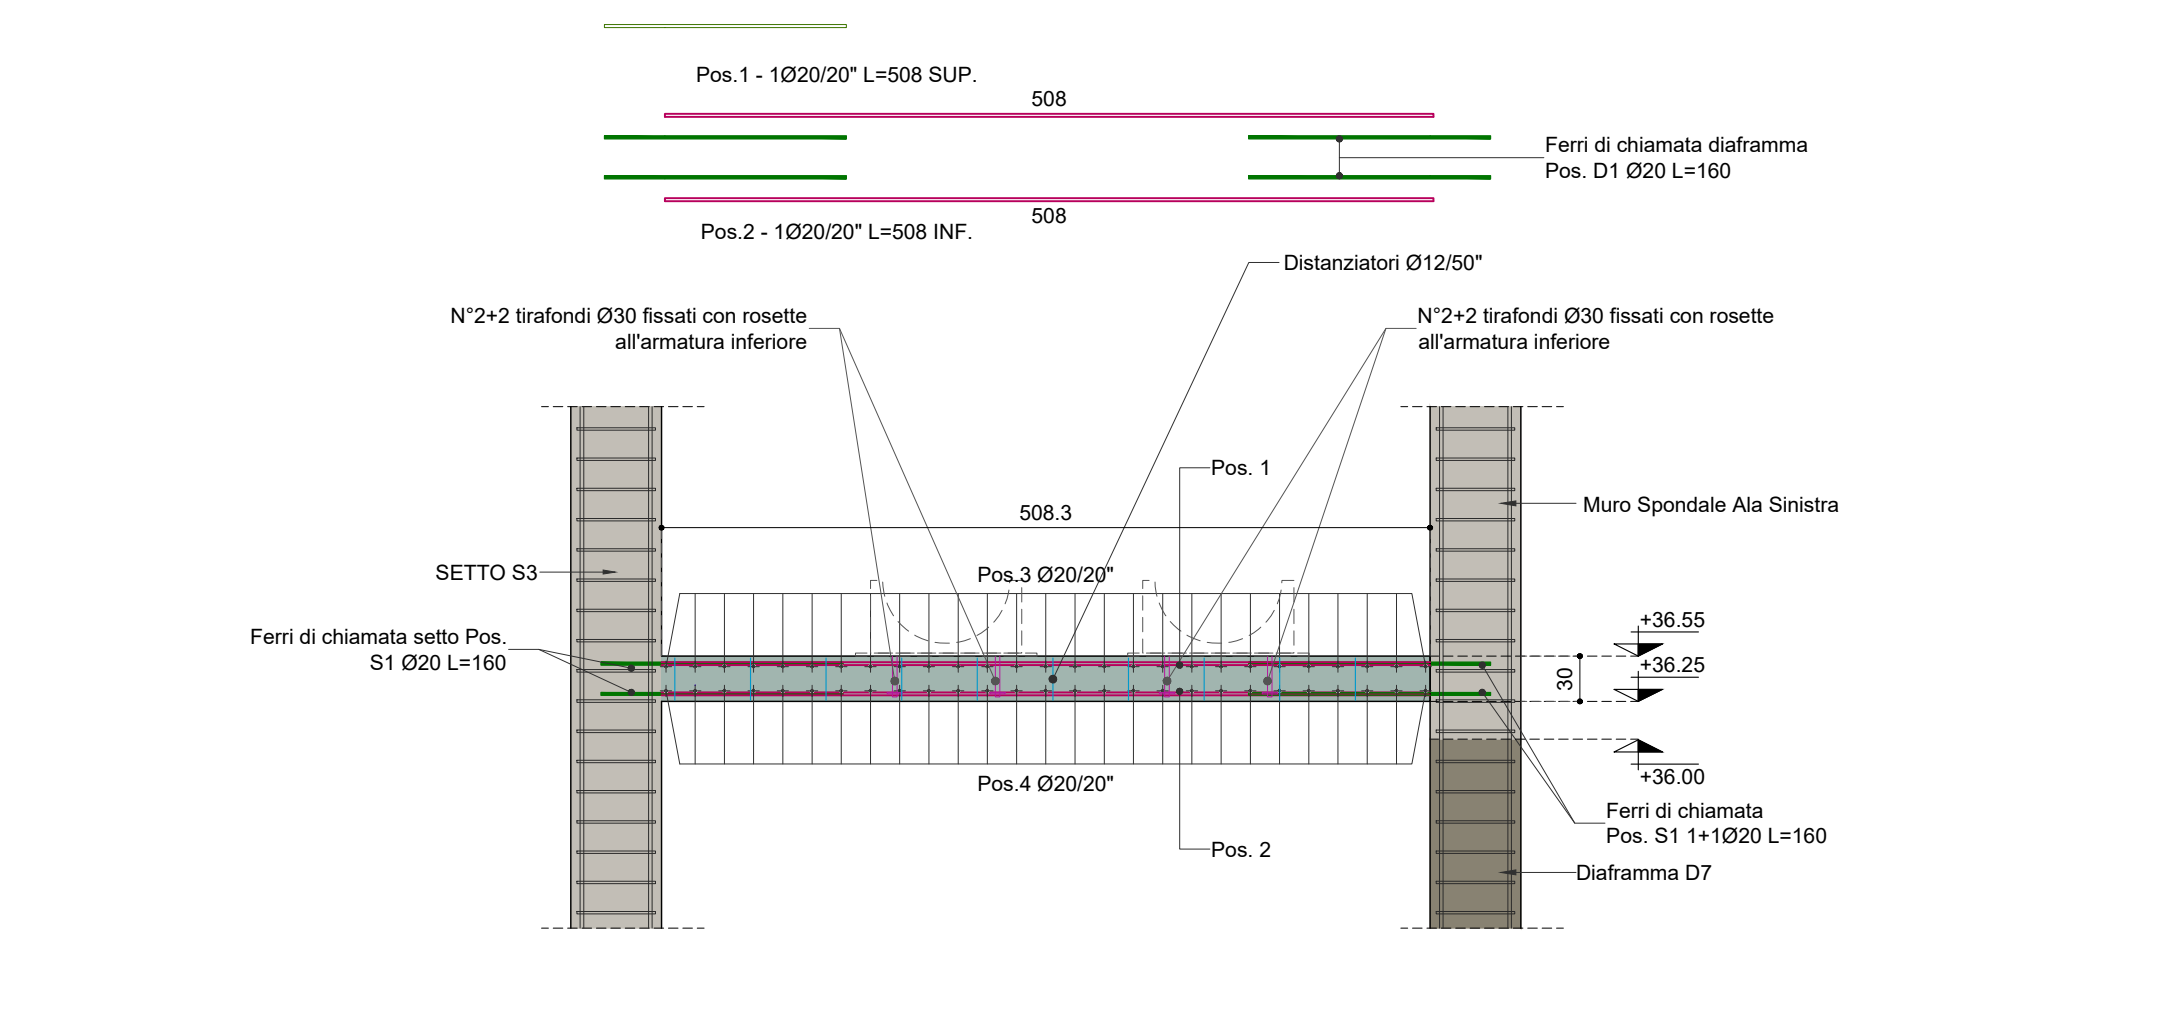 Pos.1 - 1Ø20/20" L=508 SUP.
508
Ferri di chiamata diaframma
Pos. D1 Ø20 L=160
508
Pos.2 - 1Ø20/20" L=508 INF.
Distanziatori Ø12/50"
N°2+2 tirafondi Ø30 fissati con rosette
all'armatura inferiore
N°2+2 tirafondi Ø30 fissati con rosette
all'armatura inferiore
Pos. 1
508.3
Muro Spondale Ala Sinistra
SETTO S3
Pos.3 Ø20/20"
Ferri di chiamata setto Pos.
S1 Ø20 L=160
+36.55
+36.25
30
+36.00
Pos.4 Ø20/20"
Ferri di chiamata
Pos. S1 1+1Ø20 L=160
Pos. 2
Diaframma D7